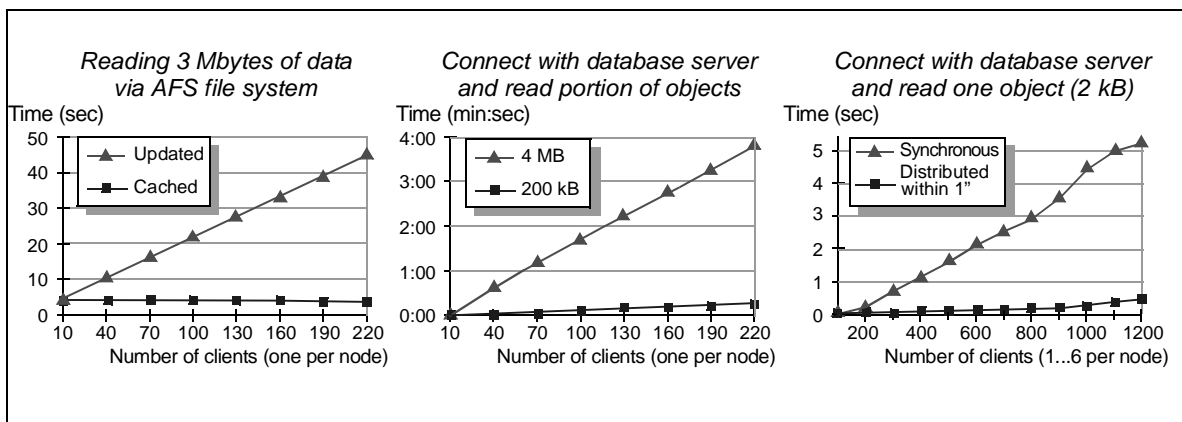 Reading 3 Mbytes of data
via AFS file system
Time (sec)
50
40
30
20
10
0
Updated
Cached
10 40 70 100 130 160 190 220
Number of clients (one per node)
Connect with database server
and read portion of objects
Time (min:sec)
4:00
3:00
2:00
1:00
0:00
4 MB
200 kB
10 40 70 100 130 160 190 220
Number of clients (one per node)
Connect with database server
and read one object (2 kB)
Time (sec)
5
4
3
2
1
0
Synchronous
Distributed
within 1”
200 400 600 800 1000 1200
Number of clients (1...6 per node)